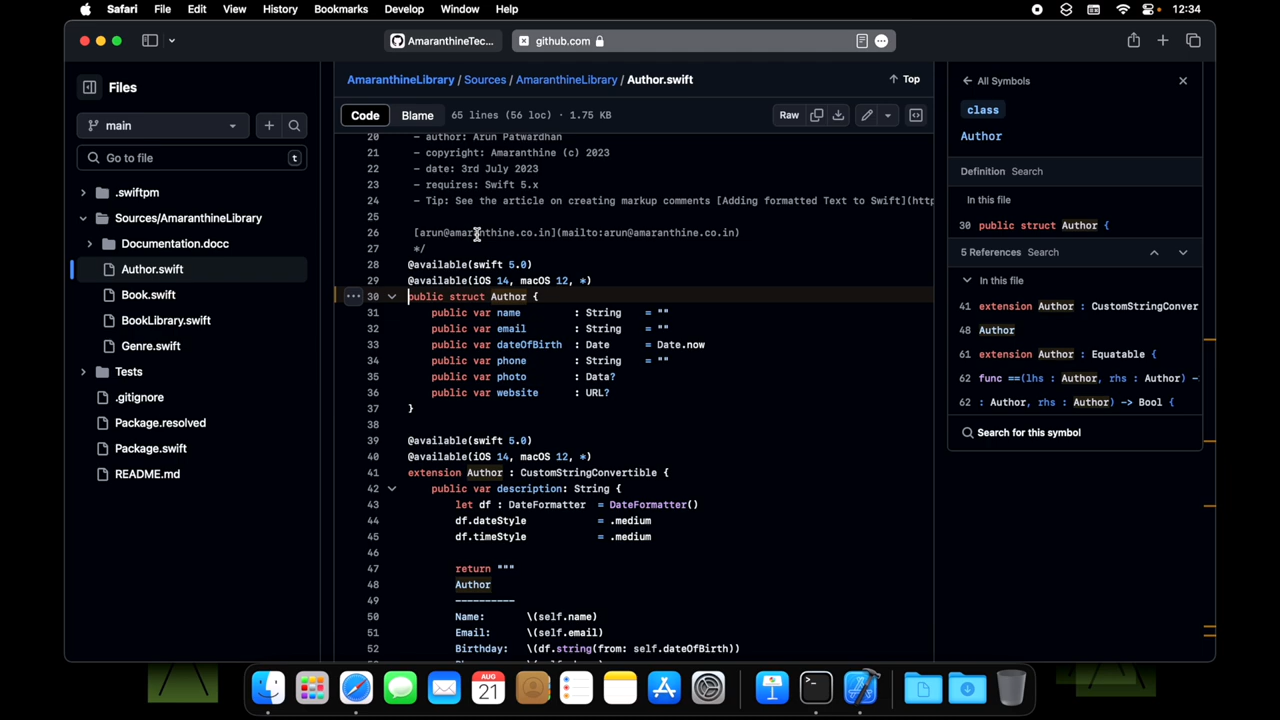 Safari File Edit View History Bookmarks Develop Window Help 12:34
AmaranthineTec... github.com
Files
main
Go to file t
.swiftpm
Sources/AmaranthineLibrary
Documentation.docc
Author.swift
Book.swift
BookLibrary.swift
Genre.swift
Tests
.gitignore
Package.resolved
Package.swift
README.md
AmaranthineLibrary / Sources / AmaranthineLibrary / Author.swift Top
Code Blame 65 lines (56 loc) · 1.75 KB Raw
20 - author: Arun Patwardhan
21 - copyright: Amaranthine (c) 2023
22 - date: 3rd July 2023
23 - requires: Swift 5.x
24 - Tip: See the article on creating markup comments [Adding formatted Text to Swift](http
25
26 [arun@amaranthine.co.in](mailto:arun@amaranthine.co.in)
27 */
28 @available(swift 5.0)
29 @available(iOS 14, macOS 12, *)
30 public struct Author {
31 public var name : String = ""
32 public var email : String = ""
33 public var dateOfBirth : Date = Date.now
34 public var phone : String = ""
35 public var photo : Data?
36 public var website : URL?
37 }
38
39 @available(swift 5.0)
40 @available(iOS 14, macOS 12, *)
41 extension Author : CustomStringConvertible {
42 public var description: String {
43 let df : DateFormatter = DateFormatter()
44 df.dateStyle = .medium
45 df.timeStyle = .medium
46
47 return """
48 Author
49 ----------
50 Name: \(self.name)
51 Email: \(self.email)
52 Birthday: \(df.string(from: self.dateOfBirth))
All Symbols
class
Author
Definition Search
In this file
30 public struct Author {
5 References Search
In this file
41 extension Author : CustomStringConver
48 Author
61 extension Author : Equatable {
62 func ==(lhs : Author, rhs : Author) -
62 : Author, rhs : Author) -> Bool {
Search for this symbol
AUG
21